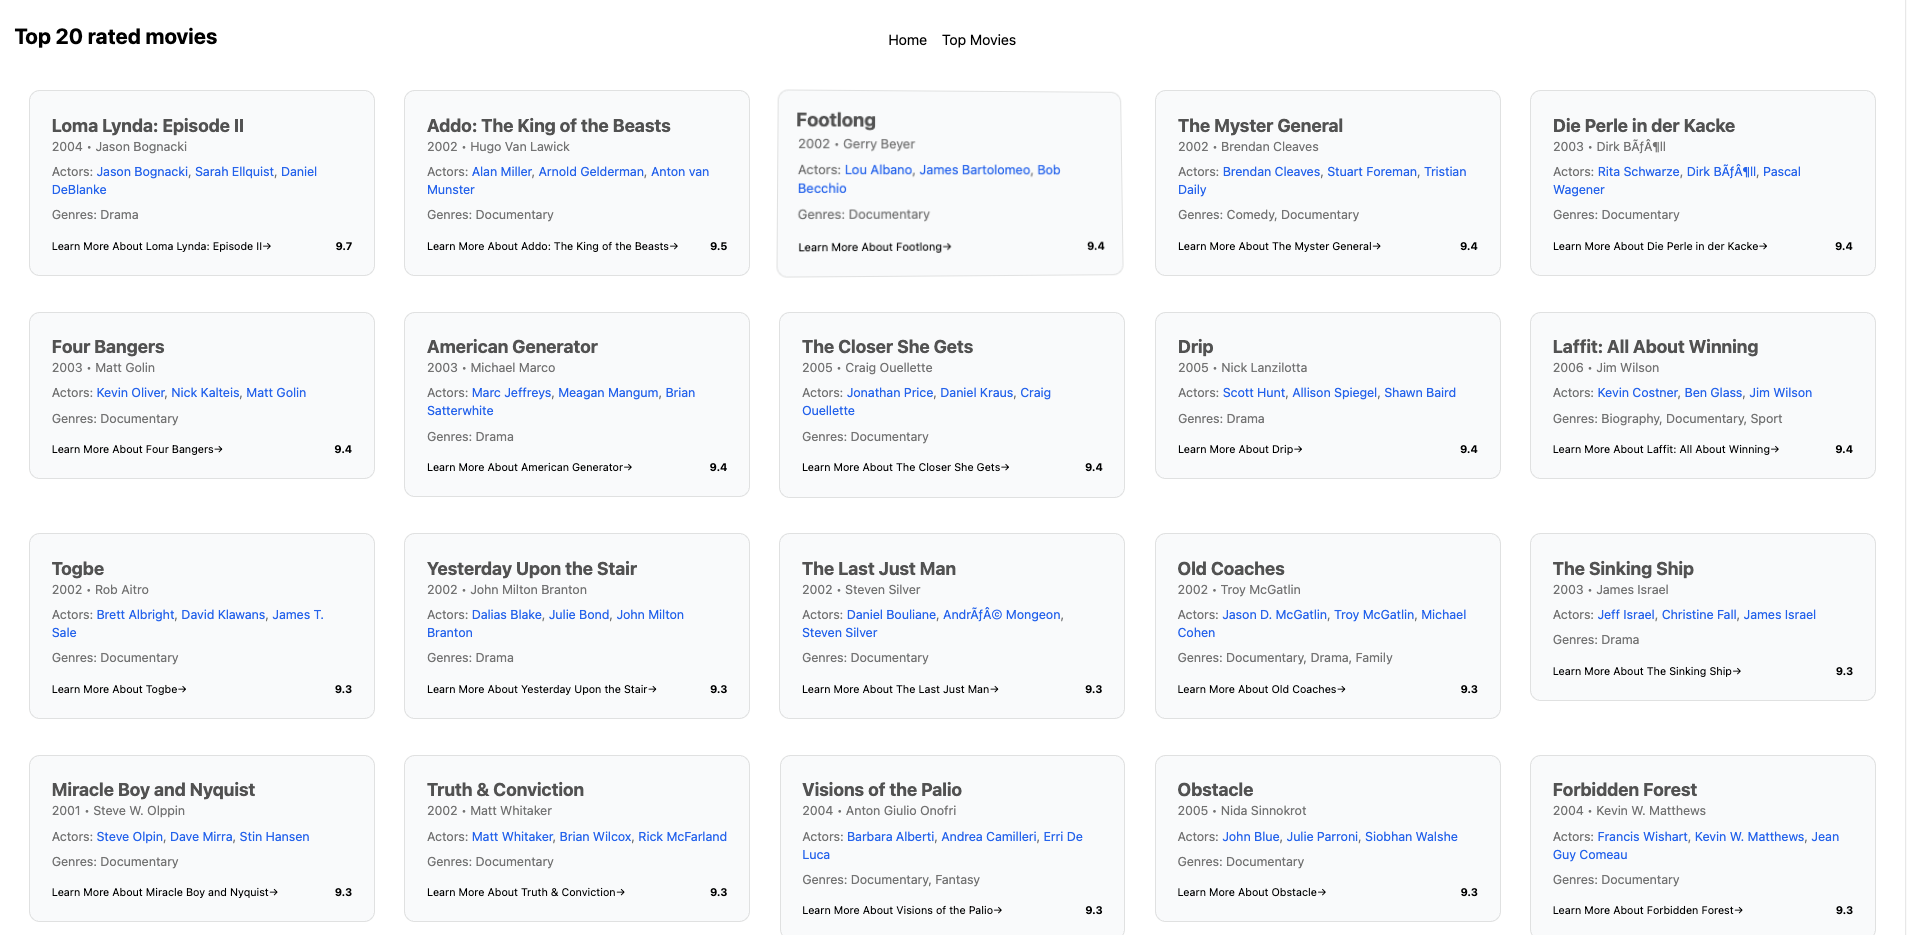 Top 20 rated movies
Home Top Movies
Loma Lynda: Episode II
2004 • Jason Bognacki
Actors: Jason Bognacki, Sarah Ellquist, Daniel
DeBlanke
Genres: Drama
Learn More About Loma Lynda: Episode II→ 9.7
Addo: The King of the Beasts
2002 • Hugo Van Lawick
Actors: Alan Miller, Arnold Gelderman, Anton van
Munster
Genres: Documentary
Learn More About Addo: The King of the Beasts→ 9.5
Footlong
2002 • Gerry Beyer
Actors: Lou Albano, James Bartolomeo, Bob
Becchio
Genres: Documentary
Learn More About Footlong→ 9.4
The Myster General
2002 • Brendan Cleaves
Actors: Brendan Cleaves, Stuart Foreman, Tristian
Daily
Genres: Comedy, Documentary
Learn More About The Myster General→ 9.4
Die Perle in der Kacke
2003 • Dirk BÃƒÂ¶ll
Actors: Rita Schwarze, Dirk BÃƒÂ¶ll, Pascal
Wagener
Genres: Documentary
Learn More About Die Perle in der Kacke→ 9.4
Four Bangers
2003 • Matt Golin
Actors: Kevin Oliver, Nick Kalteis, Matt Golin
Genres: Documentary
Learn More About Four Bangers→ 9.4
American Generator
2003 • Michael Marco
Actors: Marc Jeffreys, Meagan Mangum, Brian
Satterwhite
Genres: Drama
Learn More About American Generator→ 9.4
The Closer She Gets
2005 • Craig Ouellette
Actors: Jonathan Price, Daniel Kraus, Craig
Ouellette
Genres: Documentary
Learn More About The Closer She Gets→ 9.4
Drip
2005 • Nick Lanzilotta
Actors: Scott Hunt, Allison Spiegel, Shawn Baird
Genres: Drama
Learn More About Drip→ 9.4
Laffit: All About Winning
2006 • Jim Wilson
Actors: Kevin Costner, Ben Glass, Jim Wilson
Genres: Biography, Documentary, Sport
Learn More About Laffit: All About Winning→ 9.4
Togbe
2002 • Rob Aitro
Actors: Brett Albright, David Klawans, James T.
Sale
Genres: Documentary
Learn More About Togbe→ 9.3
Yesterday Upon the Stair
2002 • John Milton Branton
Actors: Dalias Blake, Julie Bond, John Milton
Branton
Genres: Drama
Learn More About Yesterday Upon the Stair→ 9.3
The Last Just Man
2002 • Steven Silver
Actors: Daniel Bouliane, AndrÃƒÂ© Mongeon,
Steven Silver
Genres: Documentary
Learn More About The Last Just Man→ 9.3
Old Coaches
2002 • Troy McGatlin
Actors: Jason D. McGatlin, Troy McGatlin, Michael
Cohen
Genres: Documentary, Drama, Family
Learn More About Old Coaches→ 9.3
The Sinking Ship
2003 • James Israel
Actors: Jeff Israel, Christine Fall, James Israel
Genres: Drama
Learn More About The Sinking Ship→ 9.3
Miracle Boy and Nyquist
2001 • Steve W. Olppin
Actors: Steve Olpin, Dave Mirra, Stin Hansen
Genres: Documentary
Learn More About Miracle Boy and Nyquist→ 9.3
Truth & Conviction
2002 • Matt Whitaker
Actors: Matt Whitaker, Brian Wilcox, Rick McFarland
Genres: Documentary
Learn More About Truth & Conviction→ 9.3
Visions of the Palio
2004 • Anton Giulio Onofri
Actors: Barbara Alberti, Andrea Camilleri, Erri De
Luca
Genres: Documentary, Fantasy
Learn More About Visions of the Palio→ 9.3
Obstacle
2005 • Nida Sinnokrot
Actors: John Blue, Julie Parroni, Siobhan Walshe
Genres: Documentary
Learn More About Obstacle→ 9.3
Forbidden Forest
2004 • Kevin W. Matthews
Actors: Francis Wishart, Kevin W. Matthews, Jean
Guy Comeau
Genres: Documentary
Learn More About Forbidden Forest→ 9.3